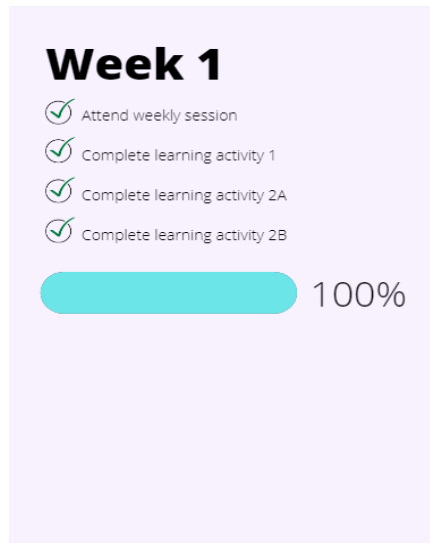 Week 1
Attend weekly session
Complete learning activity 1
Complete learning activity 2A
Complete learning activity 2B
100%